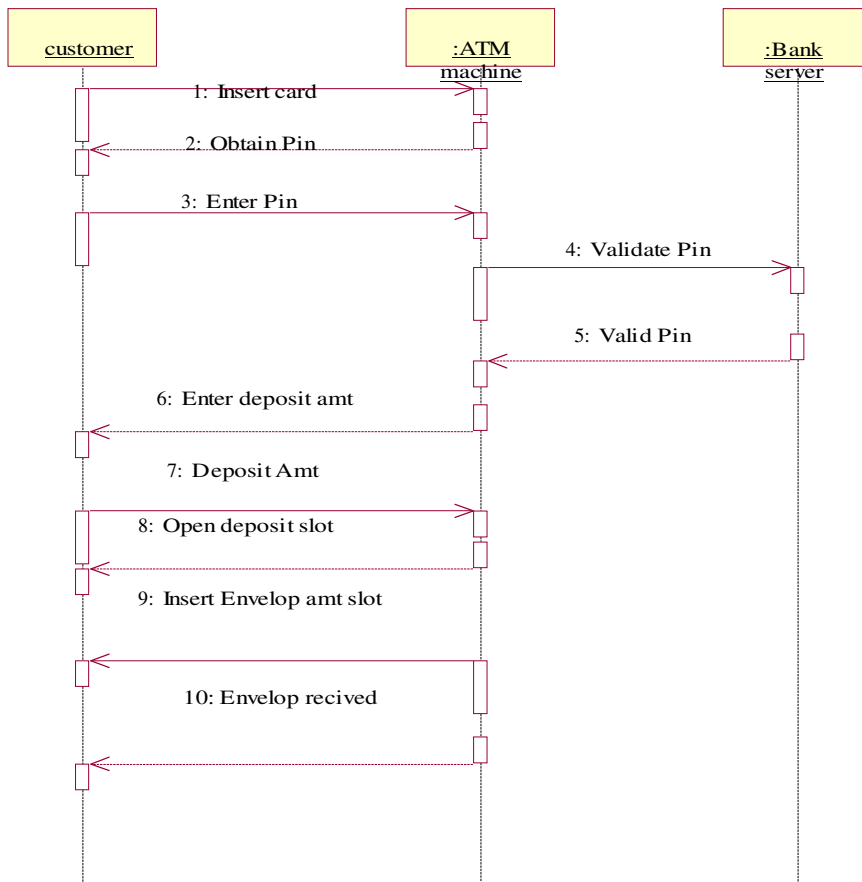 customer
:ATM
machine
:Bank
server
1: Insert card
2: Obtain Pin
3: Enter Pin
4: Validate Pin
5: Valid Pin
6: Enter deposit amt
7: Deposit Amt
8: Open deposit slot
9: Insert Envelop amt slot
10: Envelop recived